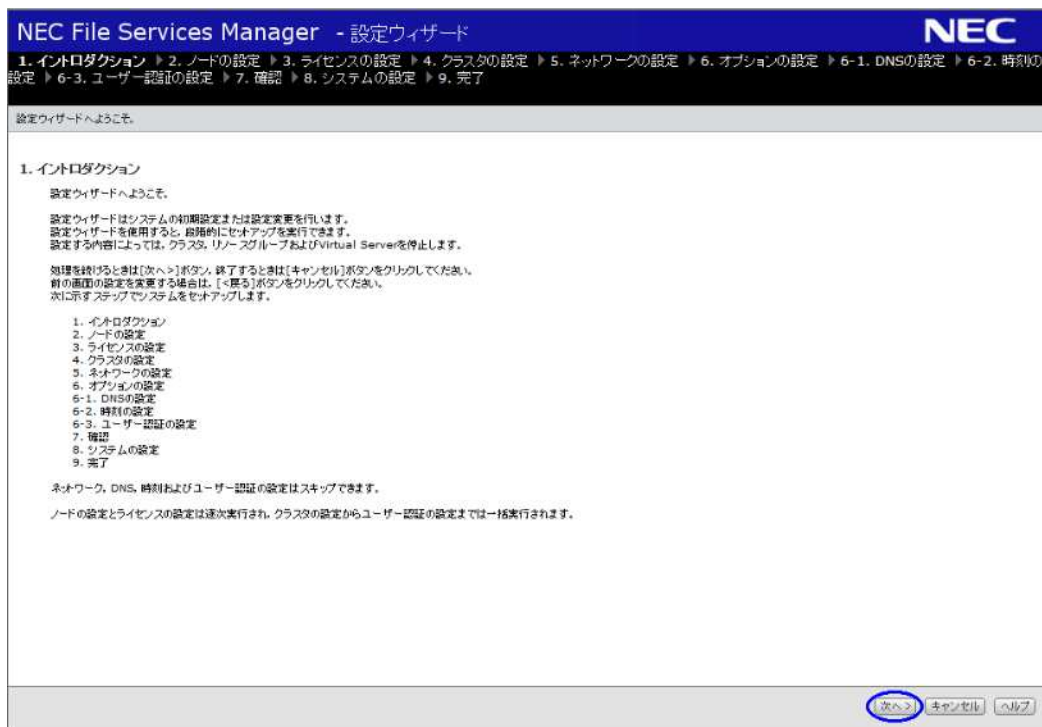 NEC File Services Manager - 設定ウィザード
NEC
1. イントロダクション ▶ 2. ノードの設定 ▶ 3. ライセンスの設定 ▶ 4. クラスタの設定 ▶ 5. ネットワークの設定 ▶ 6. オプションの設定 ▶ 6-1. DNSの設定 ▶ 6-2. 時刻の
設定 ▶ 6-3. ユーザー認証の設定 ▶ 7. 確認 ▶ 8. システムの設定 ▶ 9. 完了
設定ウィザードへようこそ。
1. イントロダクション
設定ウィザードへようこそ。
設定ウィザードはシステムの初期設定または設定変更を行います。
設定ウィザードを使用すると, 段階的にセットアップを実行できます。
設定する内容によっては, クラスタ, リソースグループおよびVirtual Serverを停止します。
処理を続けるときは[次へ>]ボタン, 終了するときは[キャンセル]ボタンをクリックしてください。
前の画面の設定を変更する場合は, [<戻る]ボタンをクリックしてください。
次に示すステップでシステムをセットアップします。
1. イントロダクション
2. ノードの設定
3. ライセンスの設定
4. クラスタの設定
5. ネットワークの設定
6. オプションの設定
6-1. DNSの設定
6-2. 時刻の設定
6-3. ユーザー認証の設定
7. 確認
8. システムの設定
9. 完了
ネットワーク, DNS, 時刻およびユーザー認証の設定はスキップできます。
ノードの設定とライセンスの設定は逐次実行され, クラスタの設定からユーザー認証の設定までは一括実行されます。
次へ> キャンセル ヘルプ